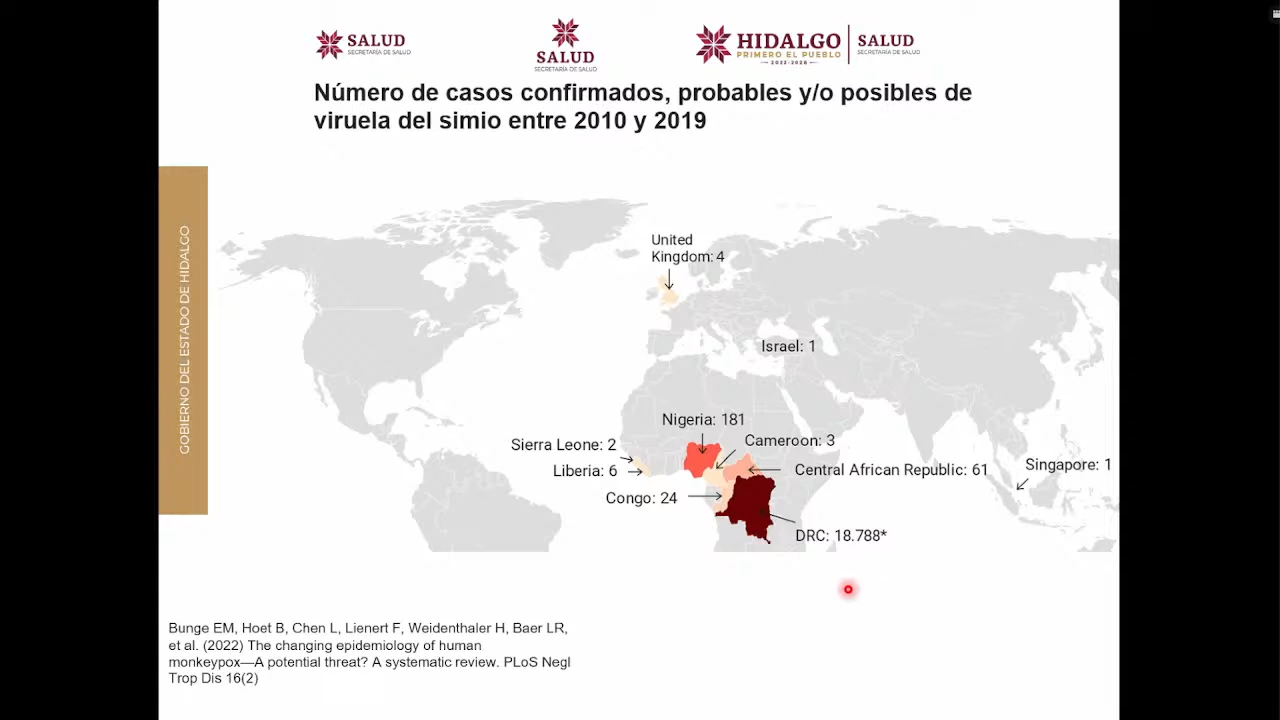 SALUD
SECRETARÍA DE SALUD
SALUD
SECRETARÍA DE SALUD
HIDALGO
PRIMERO EL PUEBLO
2022-2028
SALUD
SECRETARÍA DE SALUD
Número de casos confirmados, probables y/o posibles de
viruela del simio entre 2010 y 2019
GOBIERNO DEL ESTADO DE HIDALGO
United
Kingdom: 4
Israel: 1
Nigeria: 181
Cameroon: 3
Sierra Leone: 2
Liberia: 6
Central African Republic: 61
Singapore: 1
Congo: 24
DRC: 18.788*
Bunge EM, Hoet B, Chen L, Lienert F, Weidenthaler H, Baer LR,
et al. (2022) The changing epidemiology of human
monkeypox—A potential threat? A systematic review. PLoS Negl
Trop Dis 16(2)